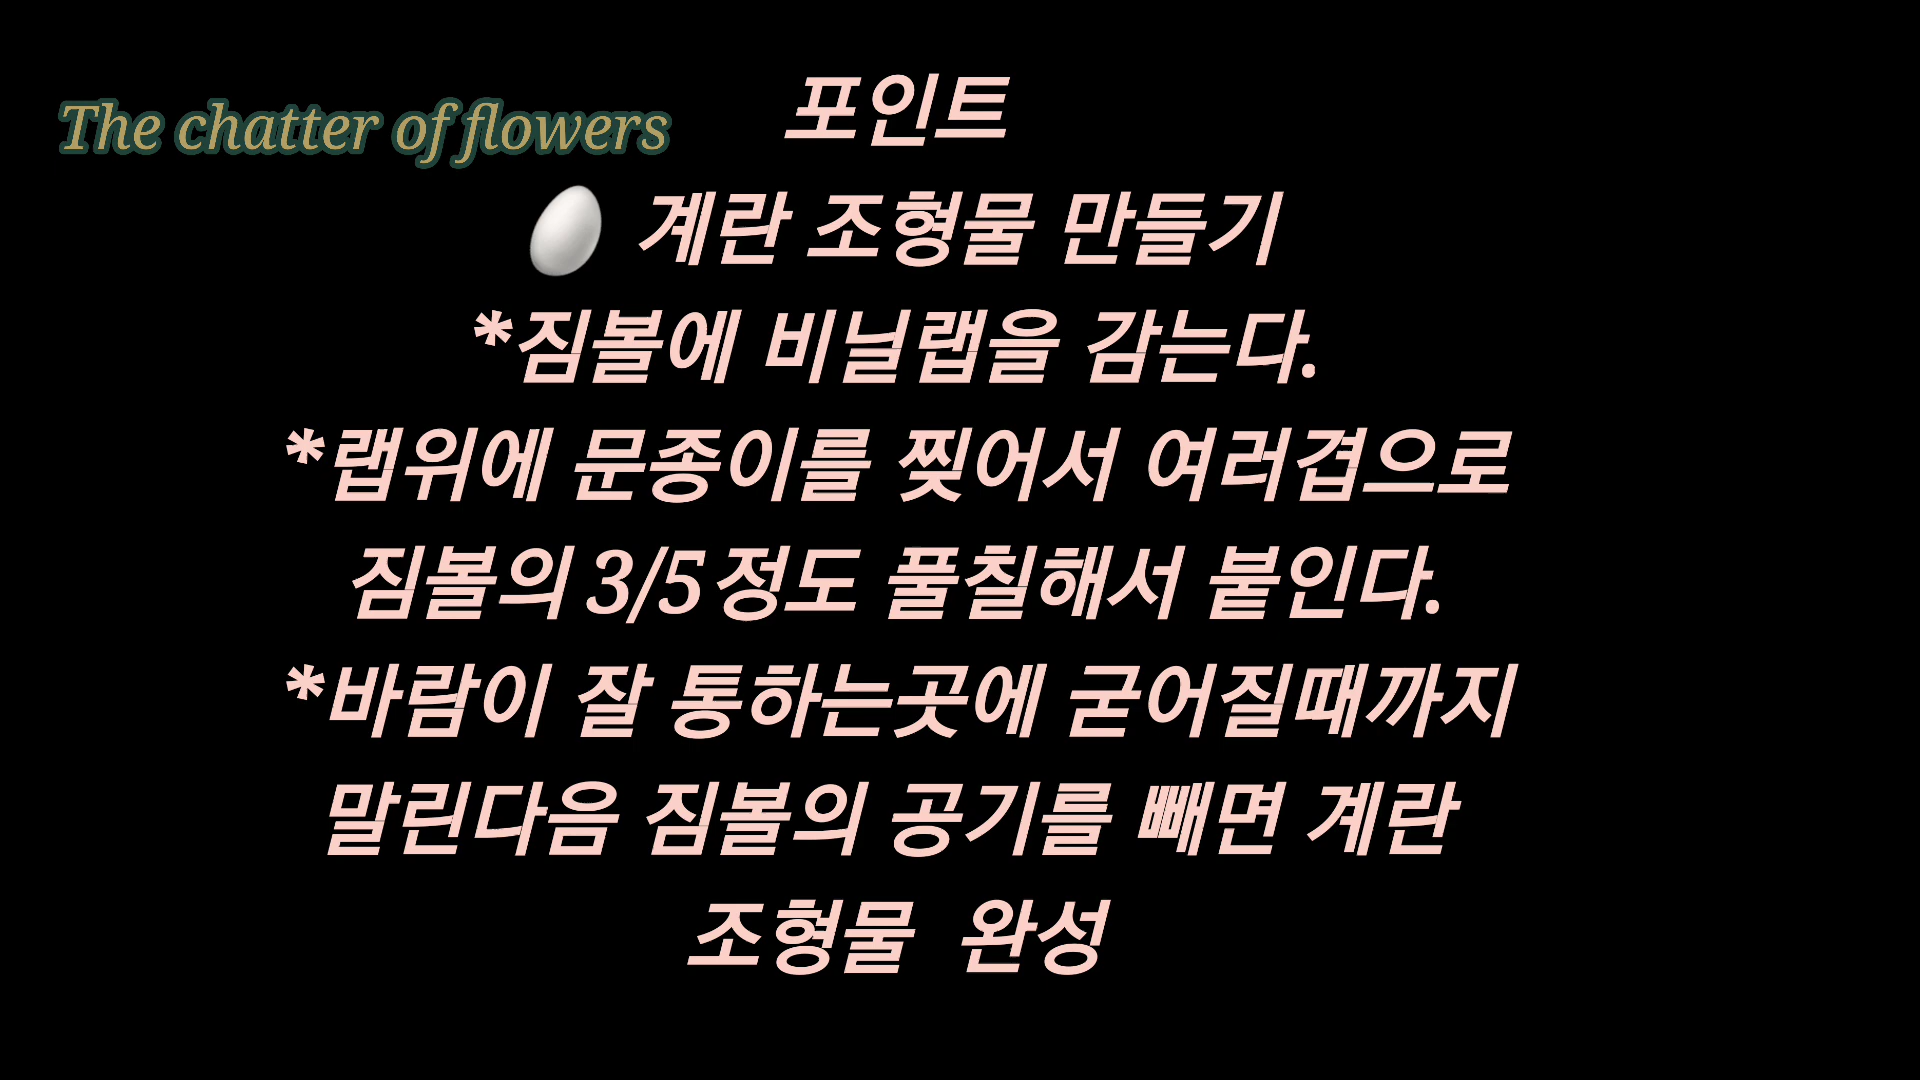 The chatter of flowers
포인트
🥚 계란 조형물 만들기
*짐볼에 비닐랩을 감는다.
*랩위에 문종이를 찢어서 여러겹으로
짐볼의 3/5정도 풀칠해서 붙인다.
*바람이 잘 통하는곳에 굳어질때까지
말린다음 짐볼의 공기를 빼면 계란
조형물 완성